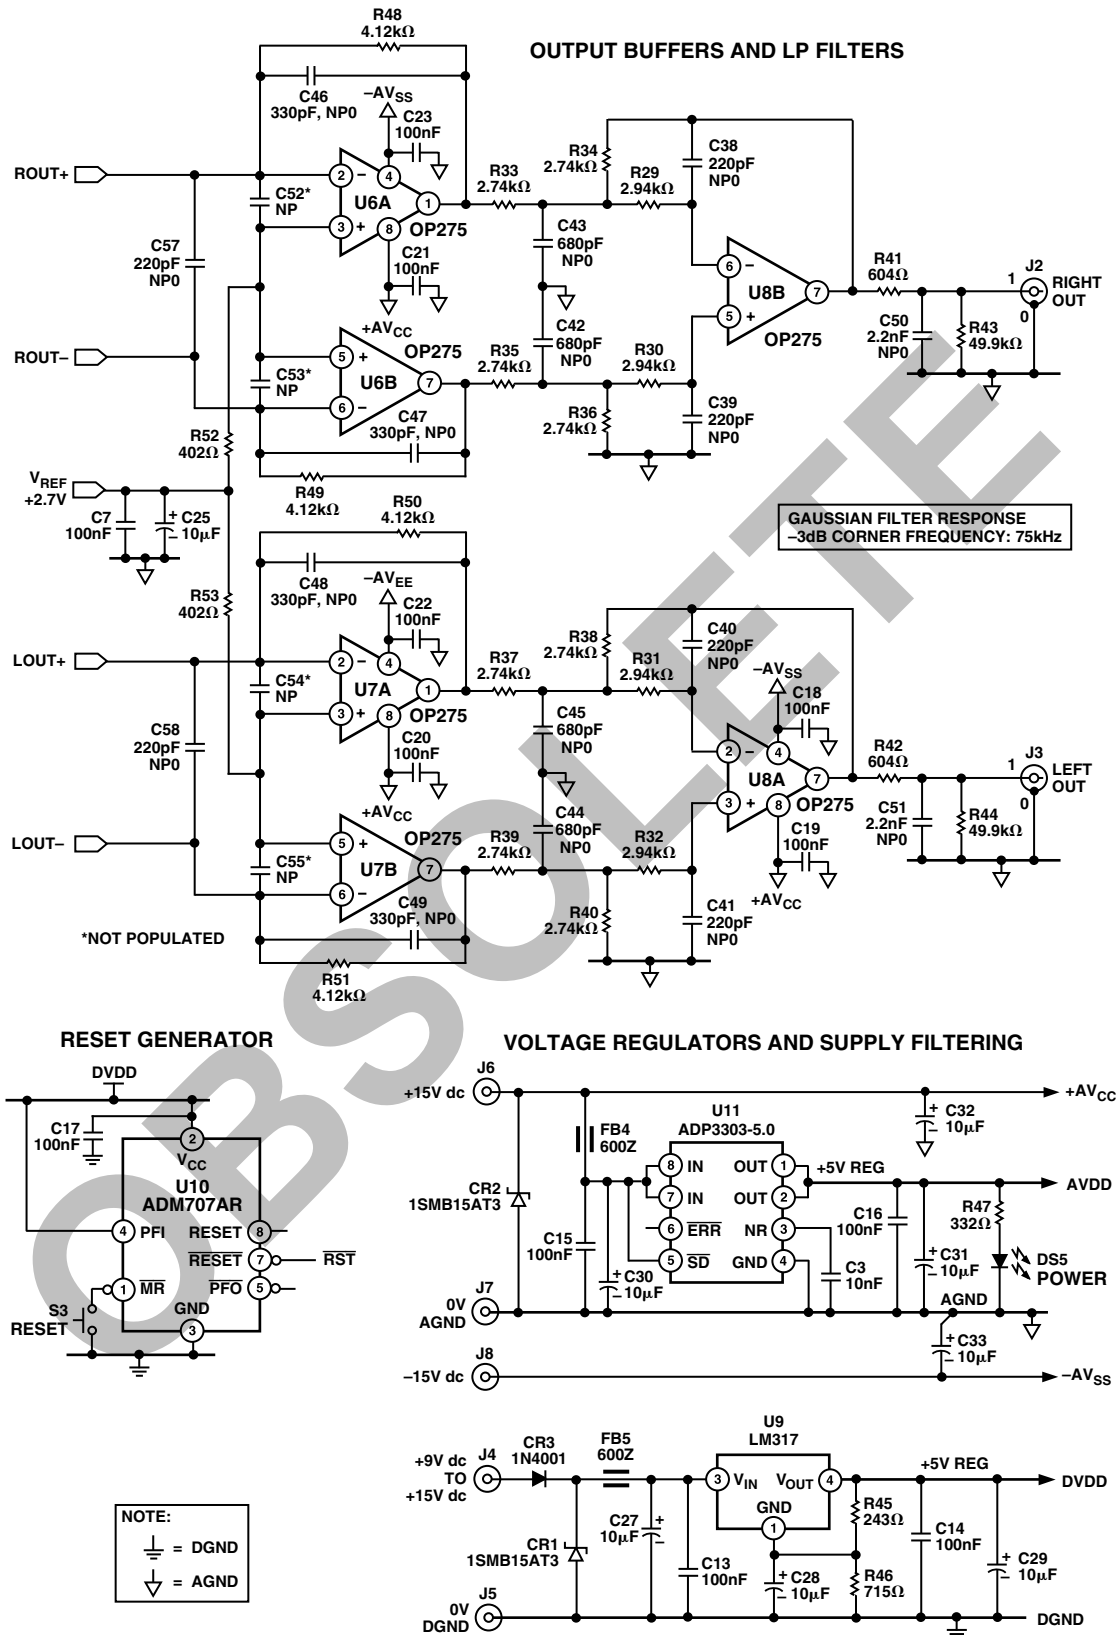 OUTPUT BUFFERS AND LP FILTERS
R48
4.12kΩ
C46
330pF, NP0
–AVSS
C23
100nF
ROUT+
C52*
NP
2
–
4
U6A
1
3
+
8
OP275
C21
100nF
+AVCC
C57
220pF
NP0
R33
2.74kΩ
R34
2.74kΩ
R29
2.94kΩ
C38
220pF
NP0
C43
680pF
NP0
C42
680pF
NP0
6
–
U8B
7
5
+
OP275
R41
604Ω
C50
2.2nF
NP0
R43
49.9kΩ
J2
1
RIGHT
OUT
0
ROUT–
C53*
NP
5
+
OP275
U6B
7
6
–
C47
330pF, NP0
R35
2.74kΩ
R30
2.94kΩ
R36
2.74kΩ
C39
220pF
NP0
R52
402Ω
R49
4.12kΩ
VREF
+2.7V
C7
100nF
+
–
C25
10µF
GAUSSIAN FILTER RESPONSE
–3dB CORNER FREQUENCY: 75kHz
R53
402Ω
R50
4.12kΩ
C48
330pF, NP0
–AVEE
C22
100nF
LOUT+
C54*
NP
2
–
4
U7A
1
3
+
8
OP275
C20
100nF
+AVCC
C58
220pF
NP0
R37
2.74kΩ
R38
2.74kΩ
R31
2.94kΩ
C40
220pF
NP0
C45
680pF
NP0
C44
680pF
NP0
–AVSS
C18
100nF
2
–
4
U8A
7
3
+
8
OP275
C19
100nF
+AVCC
R42
604Ω
C51
2.2nF
NP0
R44
49.9kΩ
J3
1
LEFT
OUT
0
LOUT–
C55*
NP
5
+
OP275
U7B
7
6
–
C49
330pF, NP0
R39
2.74kΩ
R32
2.94kΩ
R40
2.74kΩ
C41
220pF
NP0
R51
4.12kΩ
*NOT POPULATED
RESET GENERATOR
DVDD
C17
100nF
2
VCC
U10
ADM707AR
4
PFI
RESET
8
RESET
7
RST
1
MR
PFO
5
GND
3
S3
RESET
VOLTAGE REGULATORS AND SUPPLY FILTERING
J6
+15V dc
+AVCC
CR2
1SMB15AT3
FB4
600Z
U11
ADP3303-5.0
8
IN
OUT
1
7
IN
OUT
2
6
ERR
NR
3
5
SD
GND
4
+
–
C32
10µF
+5V REG
AVDD
C15
100nF
+
–
C30
10µF
C3
10nF
C16
100nF
+
–
C31
10µF
R47
332Ω
DS5
POWER
J7
0V
AGND
AGND
+
–
C33
10µF
J8
–15V dc
–AVSS
+9V dc
TO
+15V dc
J4
CR3
1N4001
FB5
600Z
U9
LM317
3
VIN
VOUT
4
GND
1
+5V REG
DVDD
CR1
1SMB15AT3
C27
10µF
+
–
C13
100nF
+
–
C28
10µF
R45
243Ω
R46
715Ω
C14
100nF
+
–
C29
10µF
J5
0V
DGND
DGND
NOTE:
= DGND
= AGND
OBSOLETE